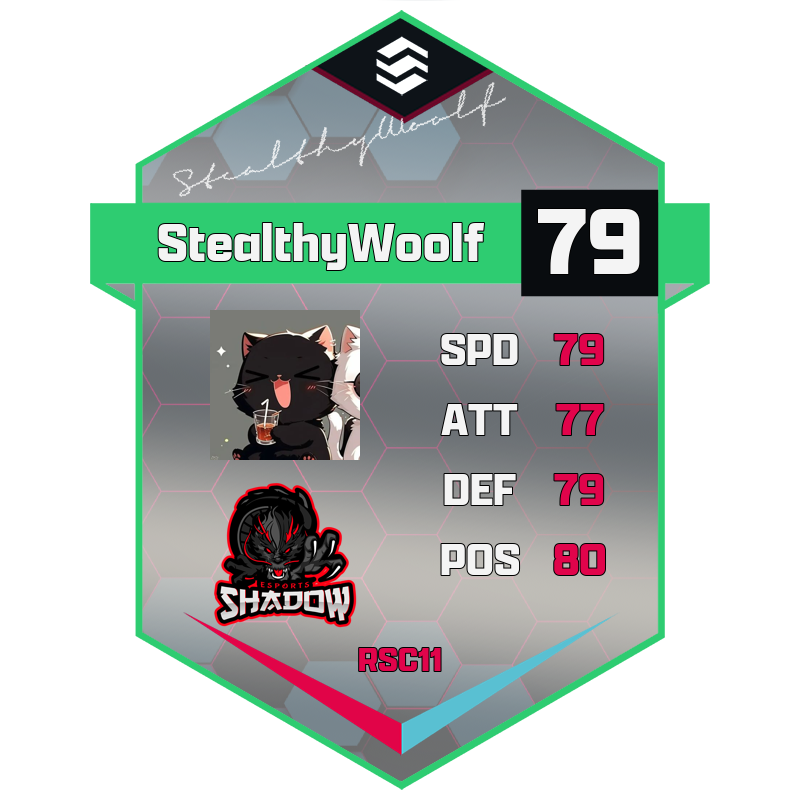 StealthyWoolf
StealthyWoolf 79
SPD 79
ATT 77
DEF 79
POS 80
ESPORTS
SHADOW
RSC11